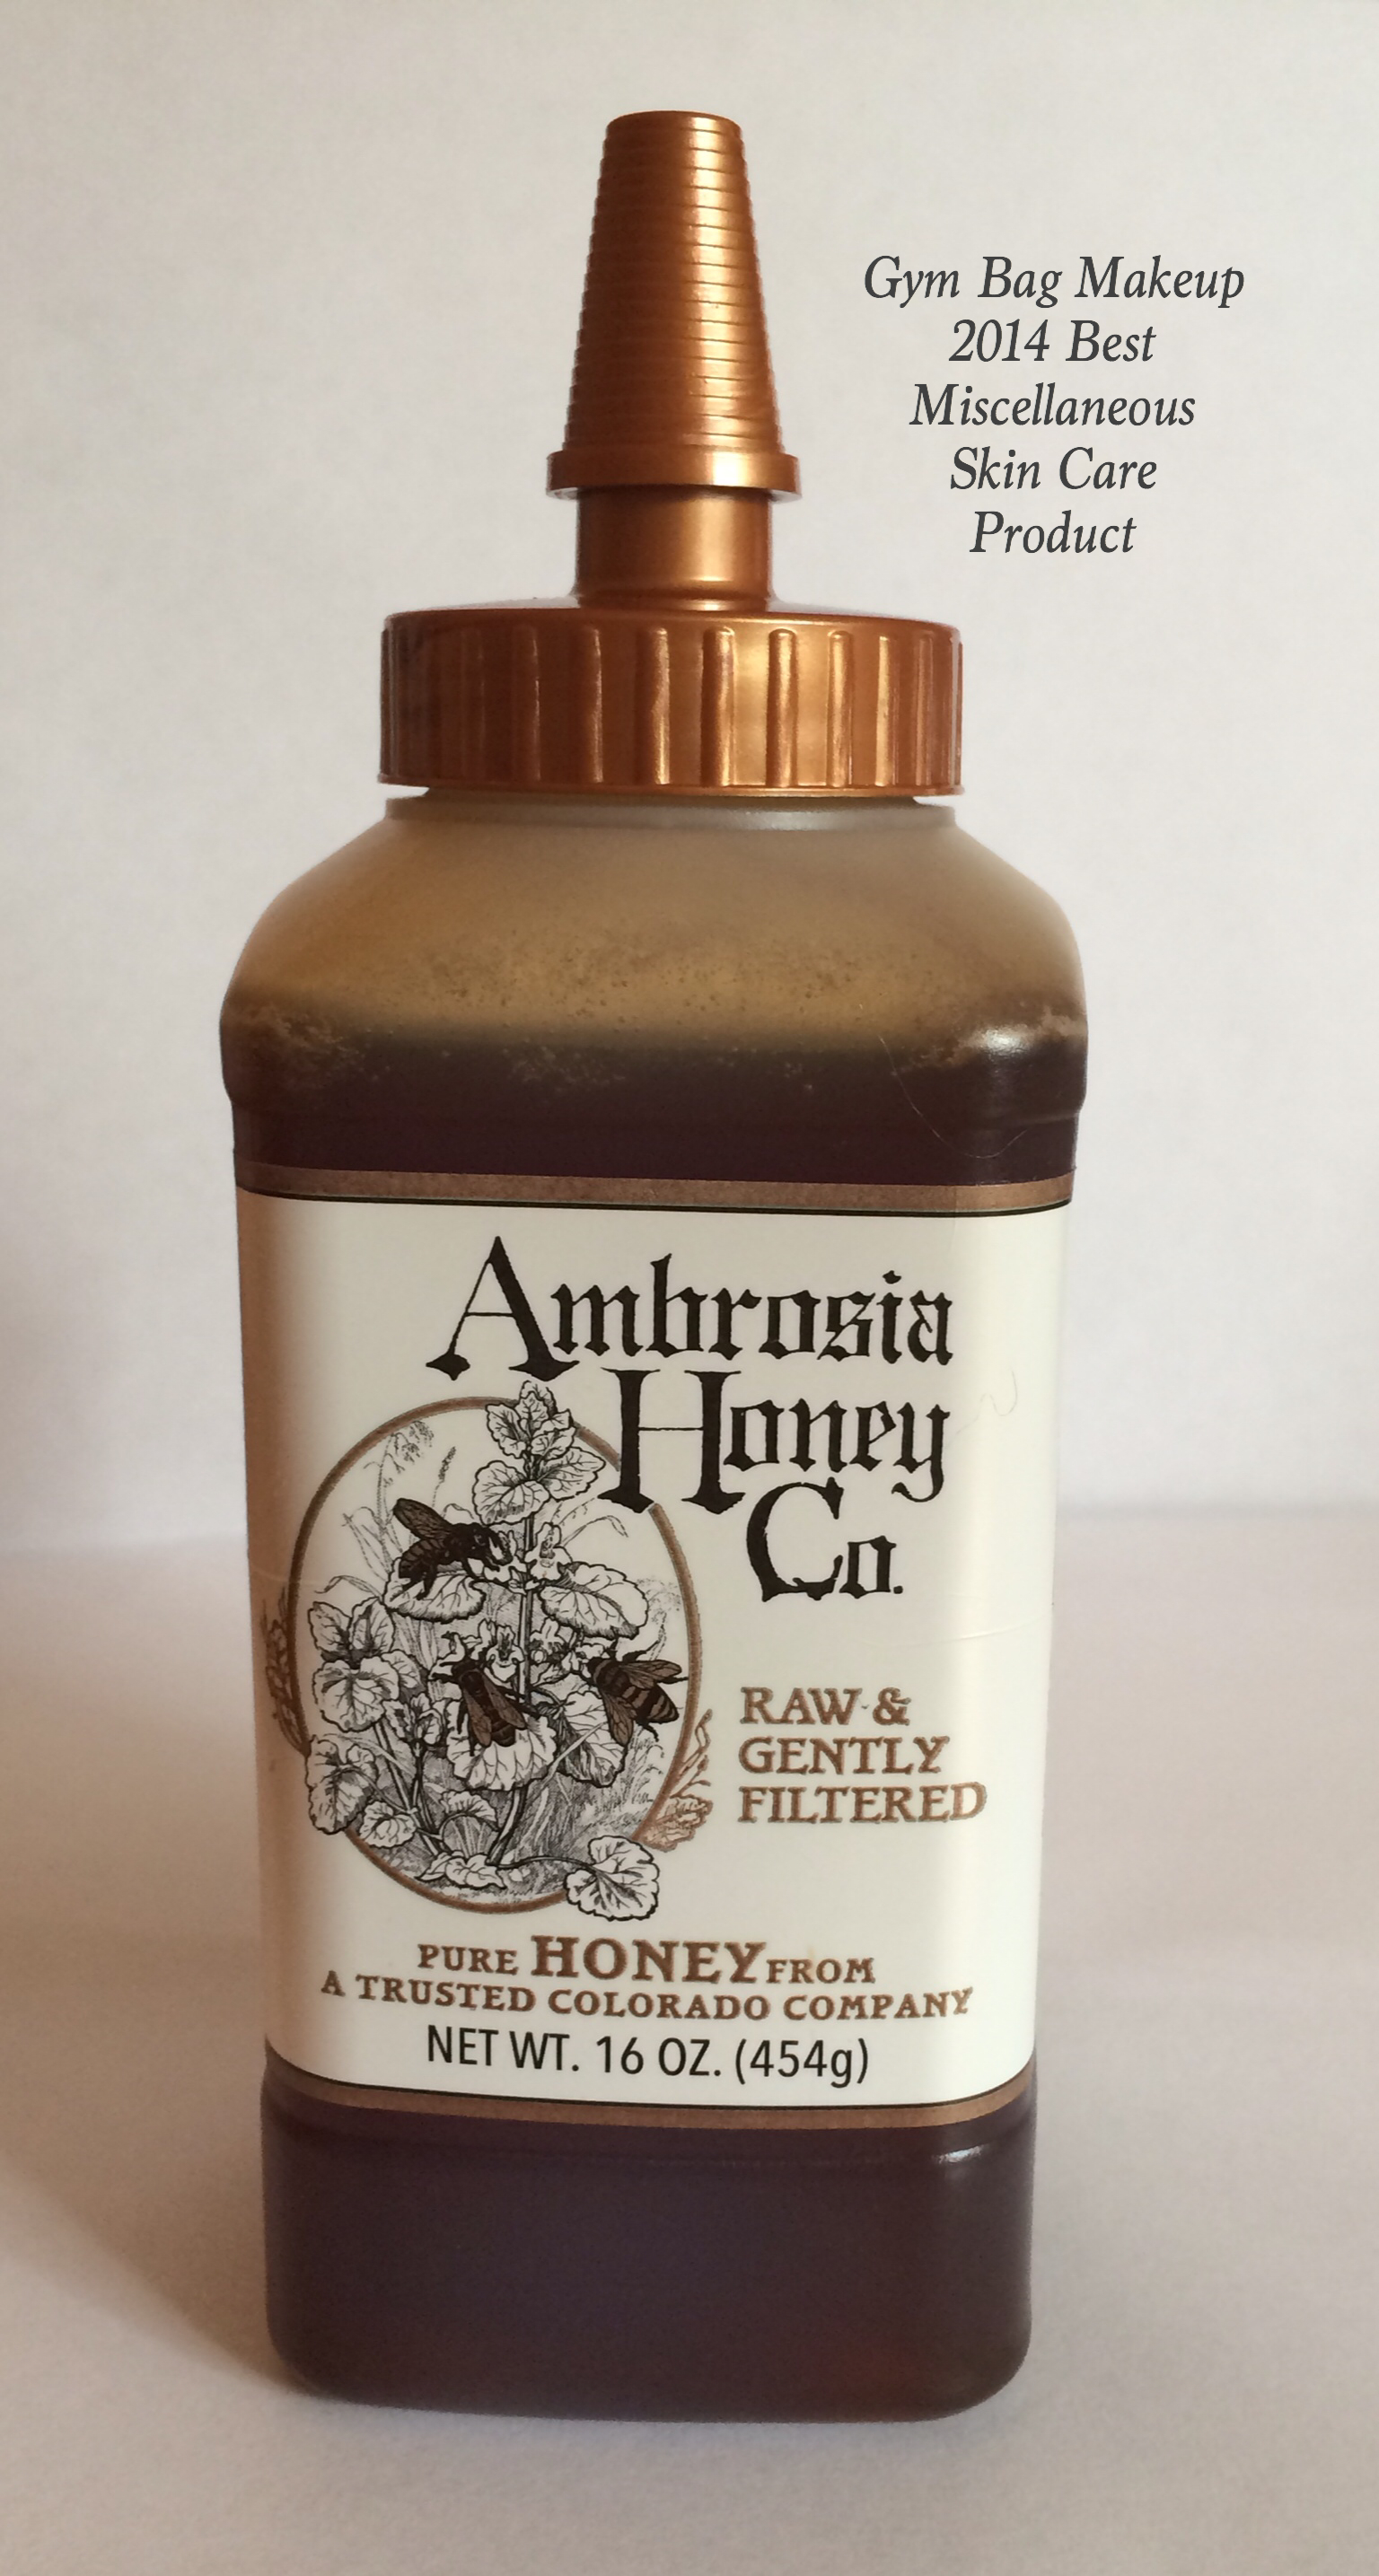 Gym Bag Makeup
2014 Best
Miscellaneous
Skin Care
Product
Ambrosia
Honey
Co.
RAW &
GENTLY
FILTERED
PURE HONEY FROM
A TRUSTED COLORADO COMPANY
NET WT. 16 OZ. (454g)